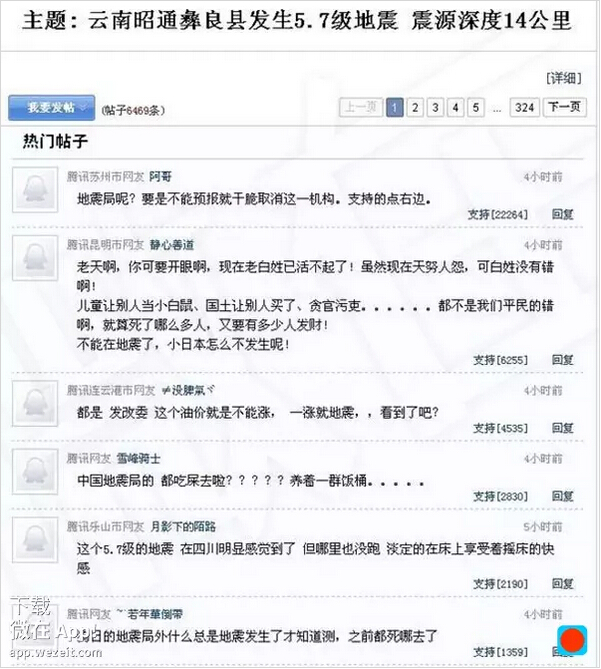 主题：云南昭通彝良县发生5.7级地震 震源深度14公里
[详细]
我要发帖 (帖子6469条) 上一页 1 2 3 4 5 ... 324 下一页
热门帖子
腾讯苏州市网友 阿哥 4小时前
地震局呢？要是不能预报就干脆取消这一机构。支持的点右边。
支持[22264] 回复
腾讯昆明市网友 静心善道 4小时前
老天啊，你可要开眼啊，现在老白姓已活不起了！虽然现在天努人怨，可白姓没有错
啊！
儿童让别人当小白鼠、国土让别人买了、贪官污吏．．．．．．都不是我们平民的错
啊，就算死了哪么多人，又要有多少人发财！
不能在地震了，小日本怎么不发生呢！
支持[6255] 回复
腾讯连云港市网友 ≠没脾氣ヾ 4小时前
都是 发改委 这个油价就是不能涨， 一涨就地震，，看到了吧？
支持[4535] 回复
腾讯网友 雪峰骑士 4小时前
中国地震局的 都吃屎去啦？？？？？养着一群饭桶．．．．．
支持[2830] 回复
腾讯乐山市网友 月影下的陌路 5小时前
这个5.7级的地震 在四川明显感觉到了 但哪里也没跑 淡定的在床上享受着摇床的快
感
支持[2190] 回复
腾讯网友 若年華倒帶 4小时前
的地震局外什么总是地震发生了才知道测，之前都死哪去了
支持[1359] 回复
下载
微在 App!
app.wezeit.com